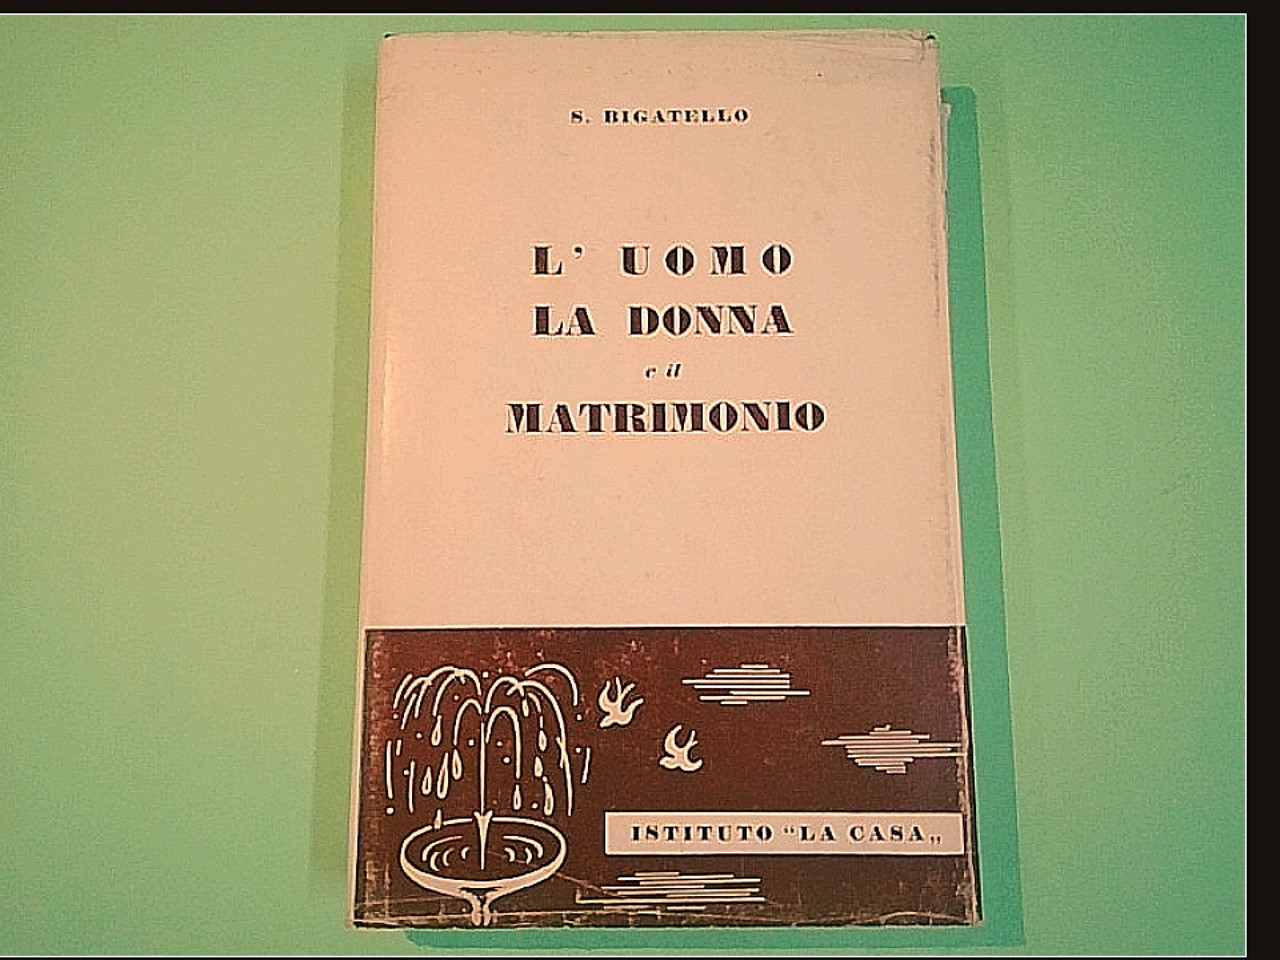 S. BIGATELLO
L' UOMO
LA DONNA
e il
MATRIMONIO
ISTITUTO “LA CASA„